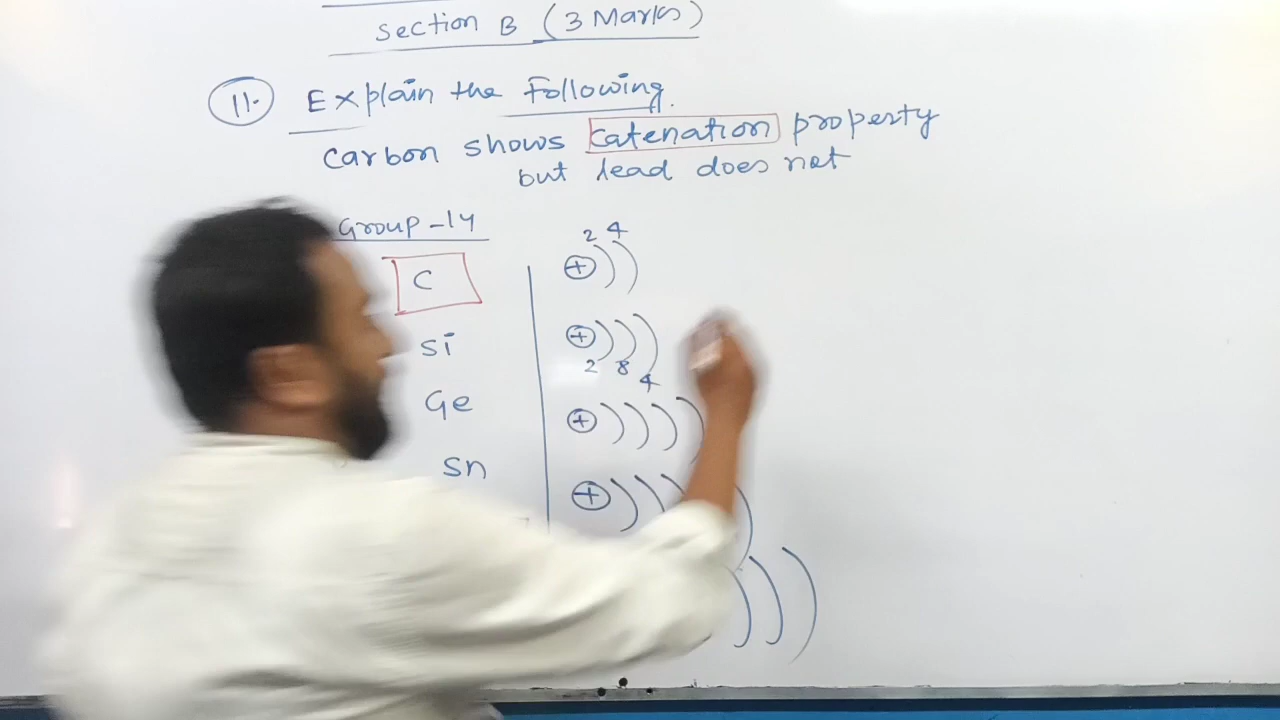 Section B (3 Marks)
11. Explain the Following.
Carbon shows Catenation property
but lead does not
Group-14
2 4
C
+
Si
+
2 8 4
Ge
+
Sn
+